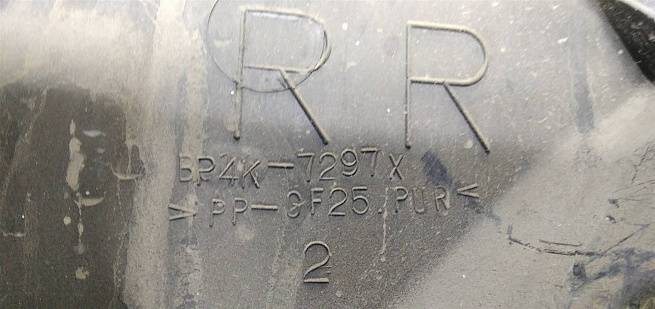 RR
BP4K-7297X
>PP-GF25.PUR<
2